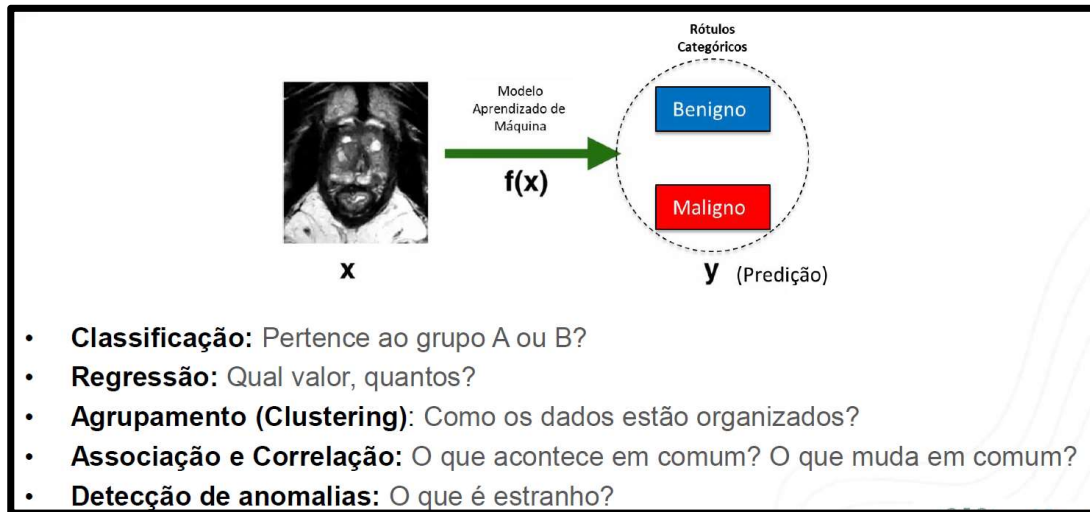 Rótulos
Categóricos
Modelo
Aprendizado de
Máquina
f(x)
Benigno
Maligno
x
y (Predição)
• Classificação: Pertence ao grupo A ou B?
• Regressão: Qual valor, quantos?
• Agrupamento (Clustering): Como os dados estão organizados?
• Associação e Correlação: O que acontece em comum? O que muda em comum?
• Detecção de anomalias: O que é estranho?